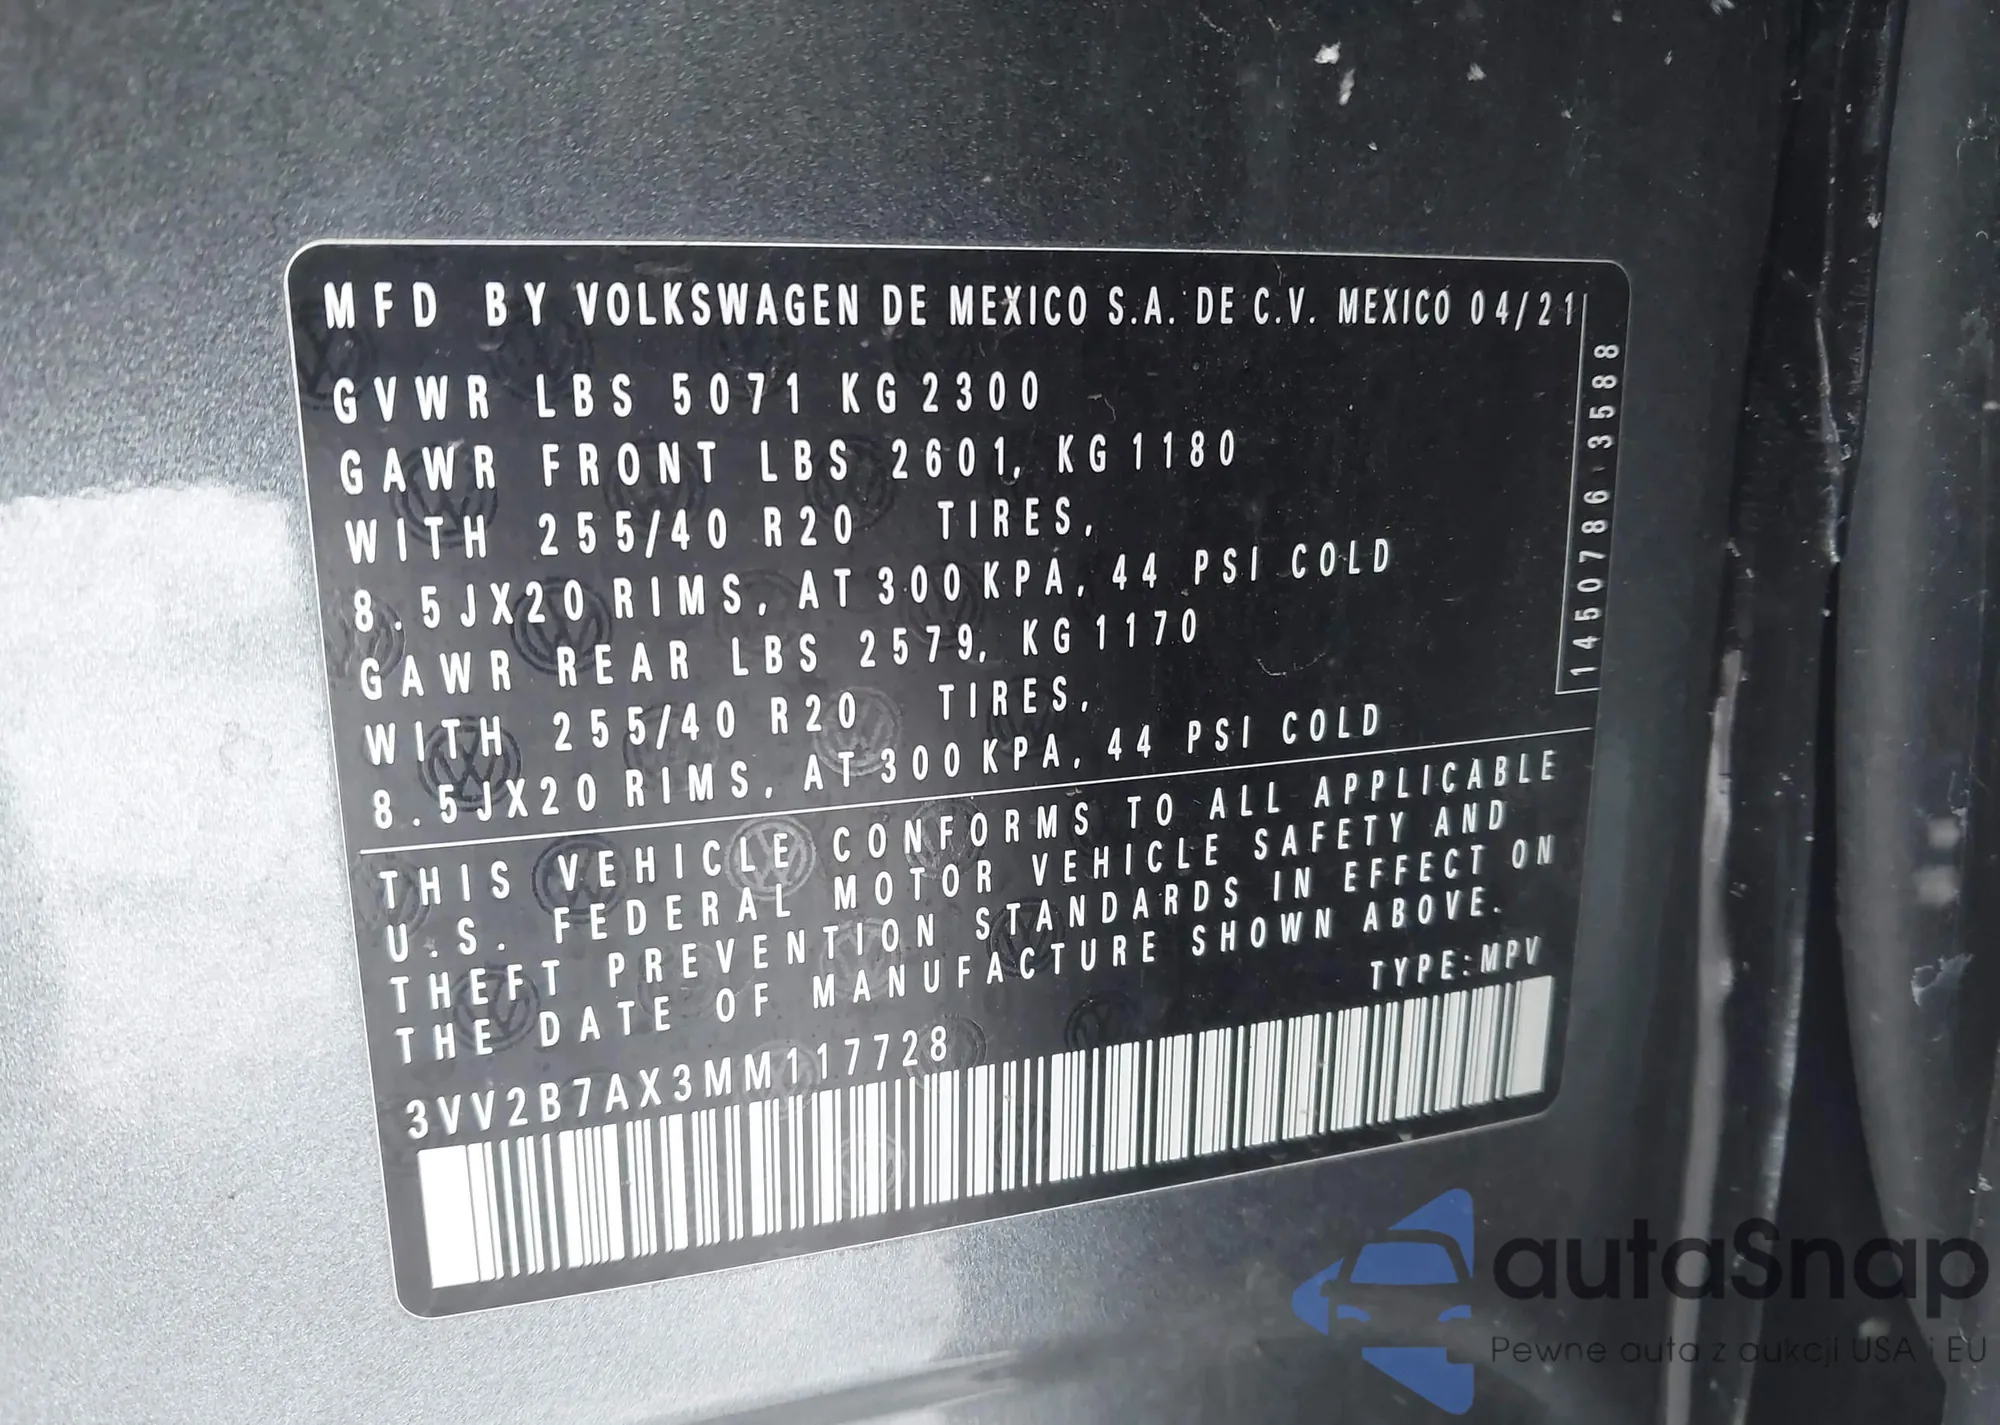 MFD BY VOLKSWAGEN DE MEXICO S.A. DE C.V. MEXICO 04/21
GVWR LBS 5071 KG 2300
GAWR FRONT LBS 2601, KG 1180
WITH 255/40 R20 TIRES,
8.5JX20 RIMS, AT 300 KPA, 44 PSI COLD
GAWR REAR LBS 2579, KG 1170
WITH 255/40 R20 TIRES,
8.5JX20 RIMS, AT 300 KPA, 44 PSI COLD
1450786-3588
THIS VEHICLE CONFORMS TO ALL APPLICABLE
U.S. FEDERAL MOTOR VEHICLE SAFETY AND
THEFT PREVENTION STANDARDS IN EFFECT ON
THE DATE OF MANUFACTURE SHOWN ABOVE.
TYPE:MPV
3VV2B7AX3MM117728
autaSnap
Pewne auta z aukcji USA i EU